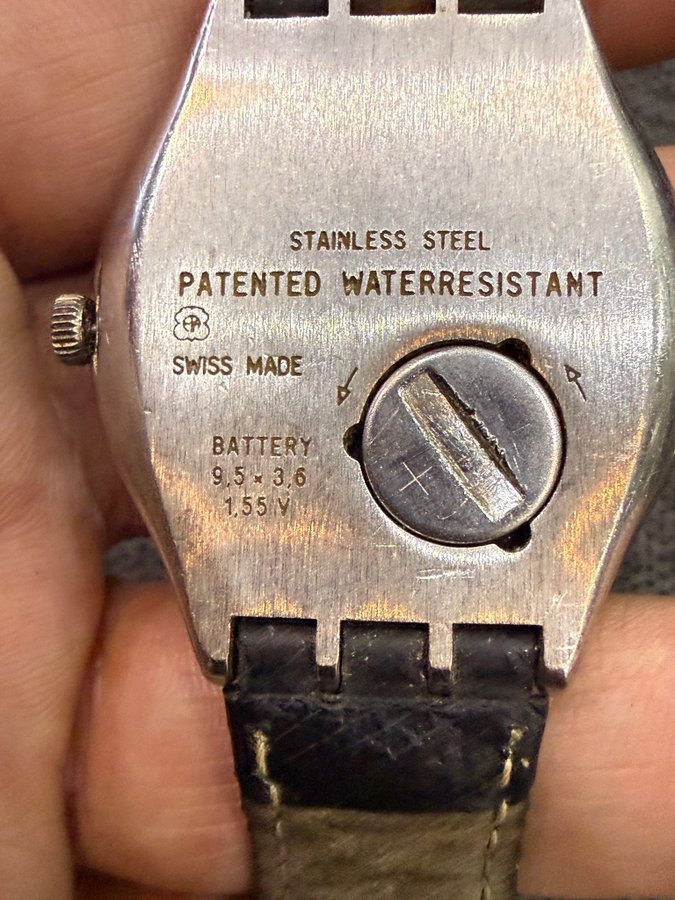 STAINLESS STEEL
PATENTED WATERRESISTANT
SWISS MADE
BATTERY
9,5 × 3,6
1,55 V
+